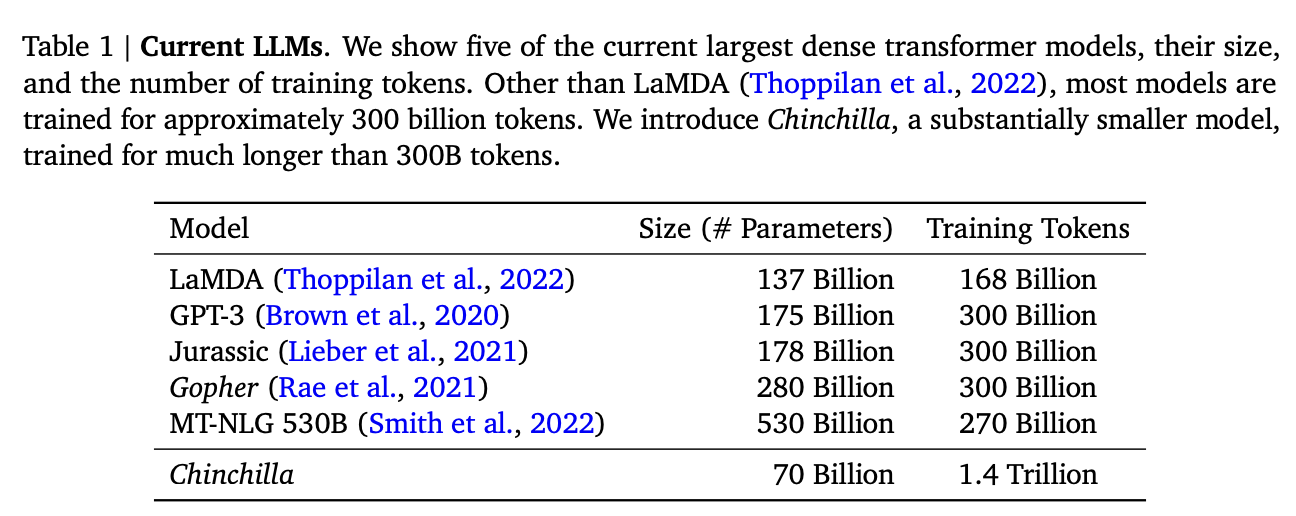 Table 1 | Current LLMs. We show five of the current largest dense transformer models, their size,
and the number of training tokens. Other than LaMDA (Thoppilan et al., 2022), most models are
trained for approximately 300 billion tokens. We introduce Chinchilla, a substantially smaller model,
trained for much longer than 300B tokens.
Model Size (# Parameters) Training Tokens
LaMDA (Thoppilan et al., 2022) 137 Billion 168 Billion
GPT-3 (Brown et al., 2020) 175 Billion 300 Billion
Jurassic (Lieber et al., 2021) 178 Billion 300 Billion
Gopher (Rae et al., 2021) 280 Billion 300 Billion
MT-NLG 530B (Smith et al., 2022) 530 Billion 270 Billion
Chinchilla 70 Billion 1.4 Trillion